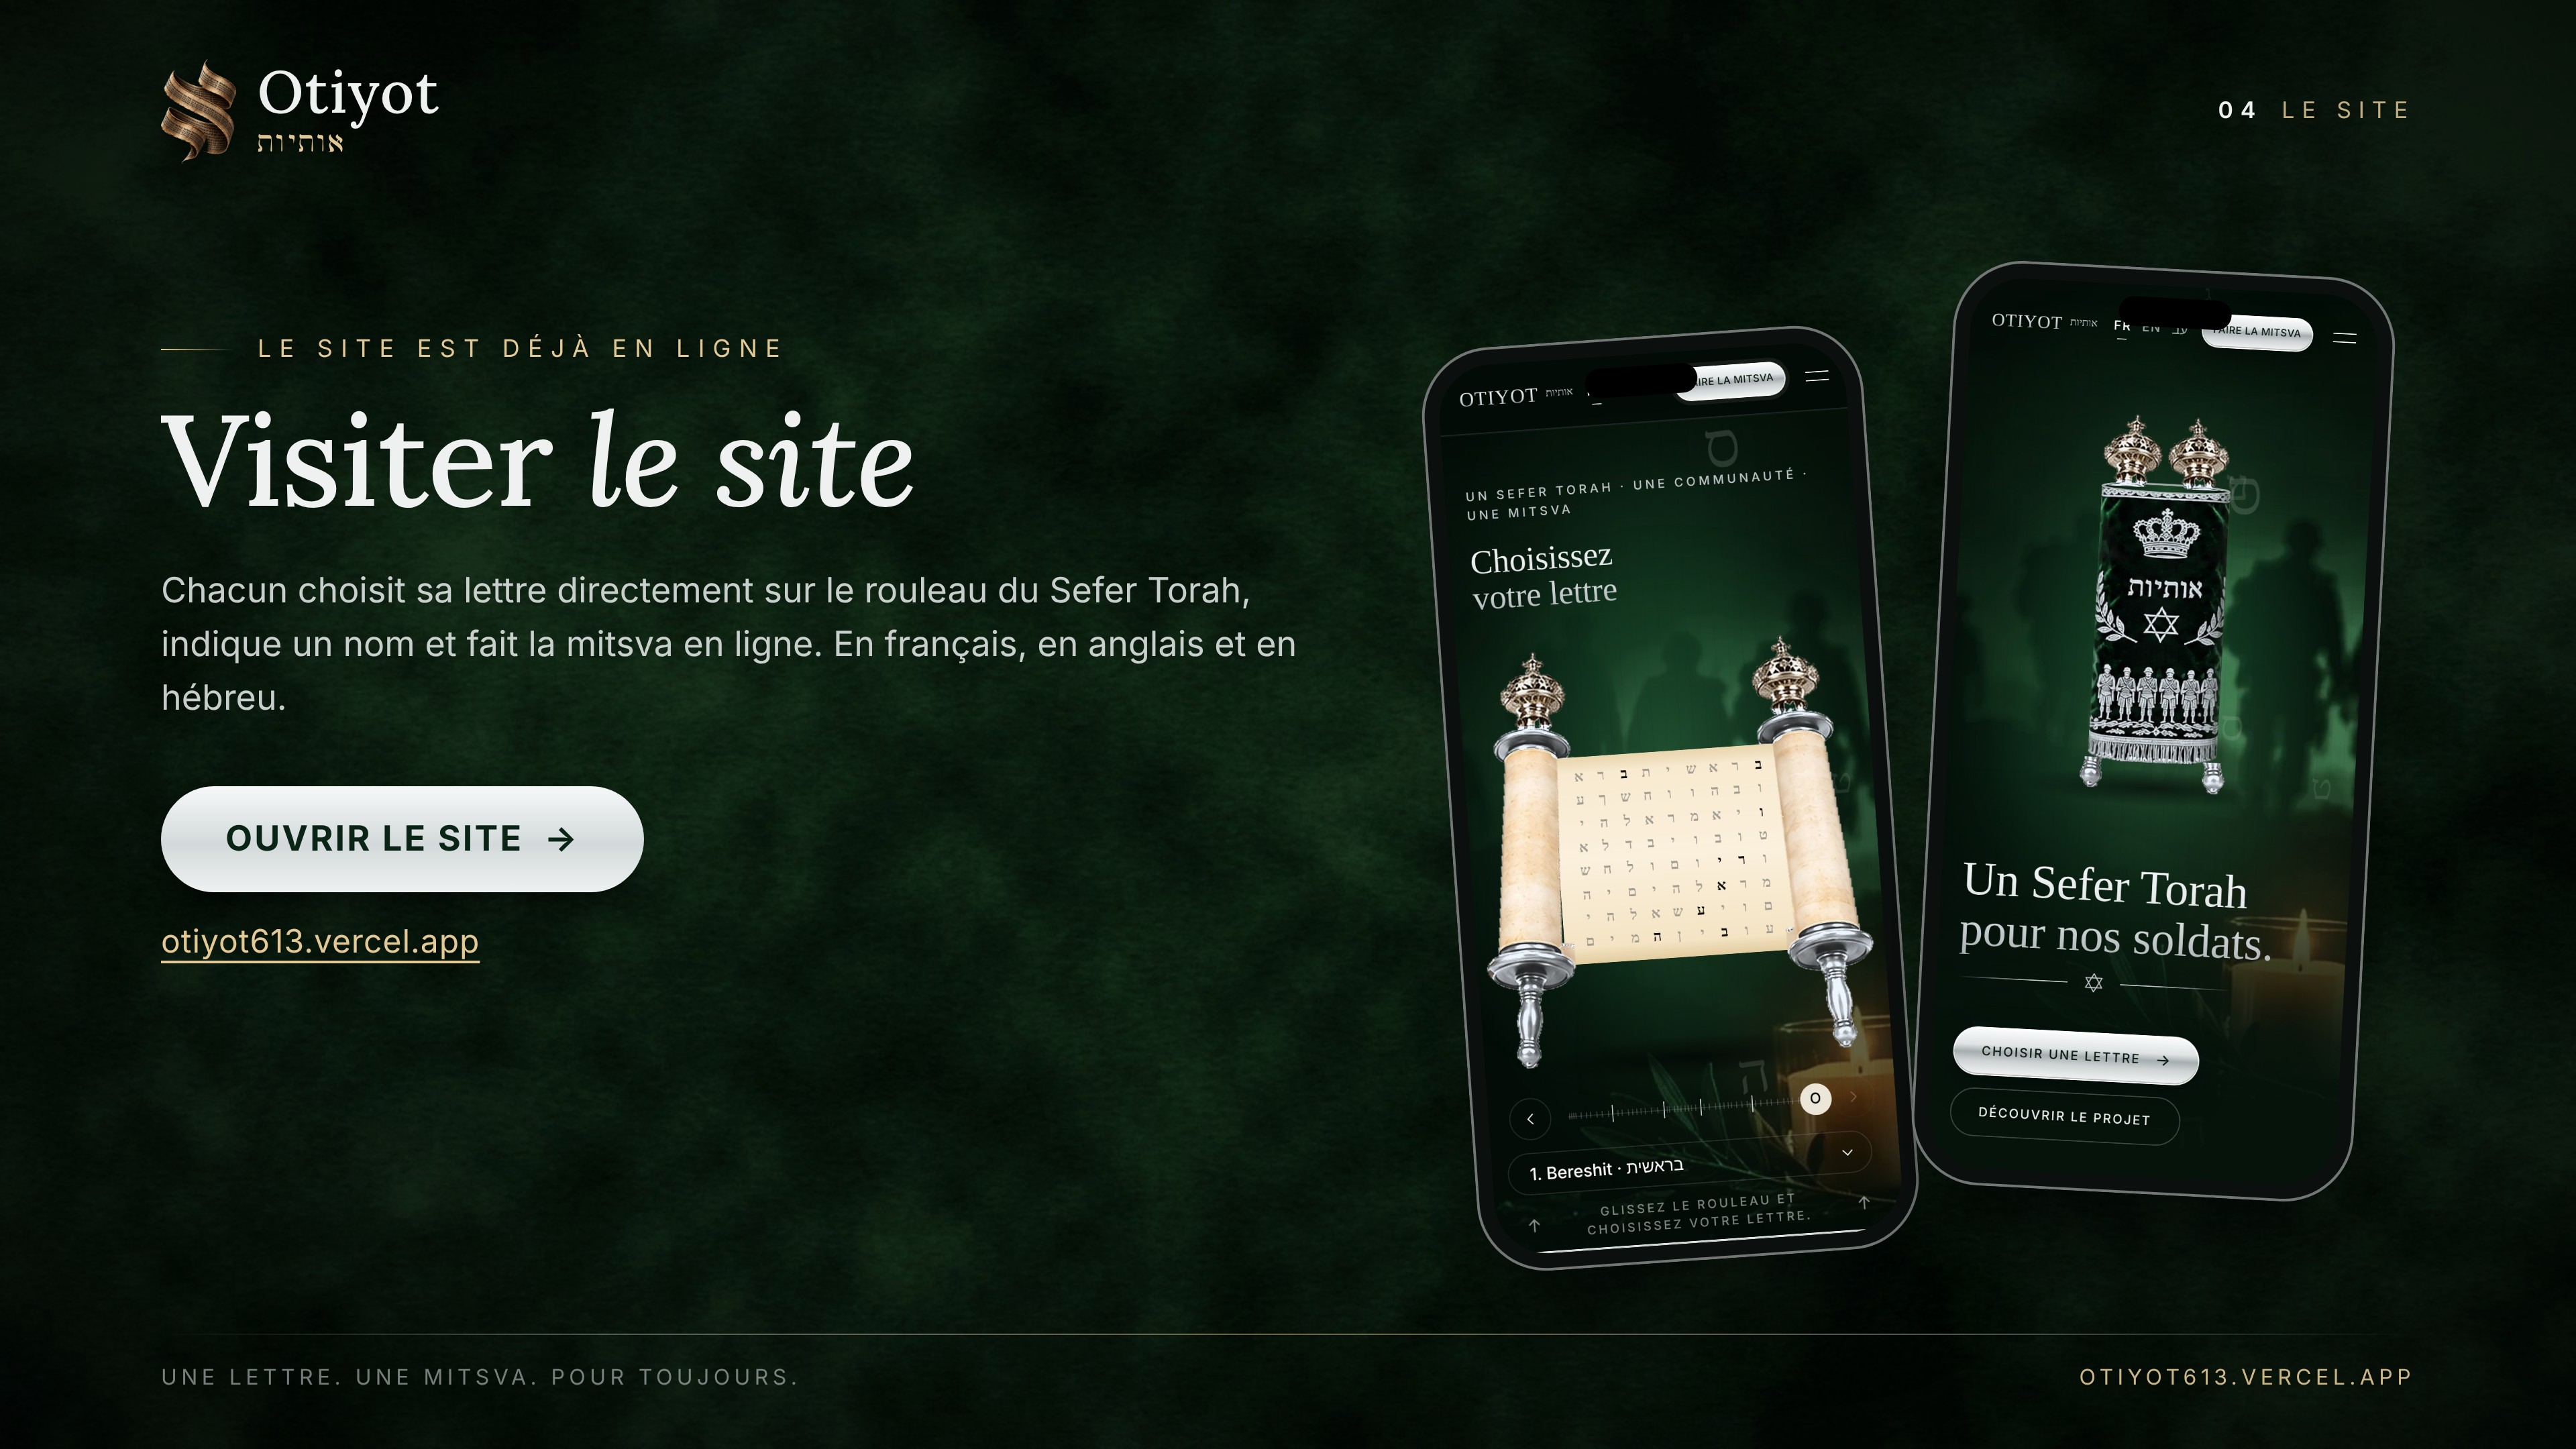 Otiyot
אותיות
04 LE SITE
LE SITE EST DÉJÀ EN LIGNE
Visiter le site
Chacun choisit sa lettre directement sur le rouleau du Sefer Torah,
indique un nom et fait la mitsva en ligne. En français, en anglais et en
hébreu.
OUVRIR LE SITE →
otiyot613.vercel.app
OTIYOT אותיות
LA MITSVA
UN SEFER TORAH · UNE COMMUNAUTÉ ·
UNE MITSVA
Choisissez
votre lettre
ב ר א ש י ת ב ר א
ו ב ה ו ו ח ש ך ע
ו י א מ ר א ל ה י
ט ו ב ו י ב ד ל א
ו ר י ו ם ו ל ח ש
מ ר א ל ה י ם י ה
ם ו י ע ש א ל ה י
ע ו ב י ן ה מ י ם
1. Bereshit · בראשית
GLISSEZ LE ROULEAU ET
CHOISISSEZ VOTRE LETTRE.
OTIYOT אותיות FR EN
LA MITSVA
אותיות
Un Sefer Torah
pour nos soldats.
CHOISIR UNE LETTRE →
DÉCOUVRIR LE PROJET
UNE LETTRE. UNE MITSVA. POUR TOUJOURS.
OTIYOT613.VERCEL.APP